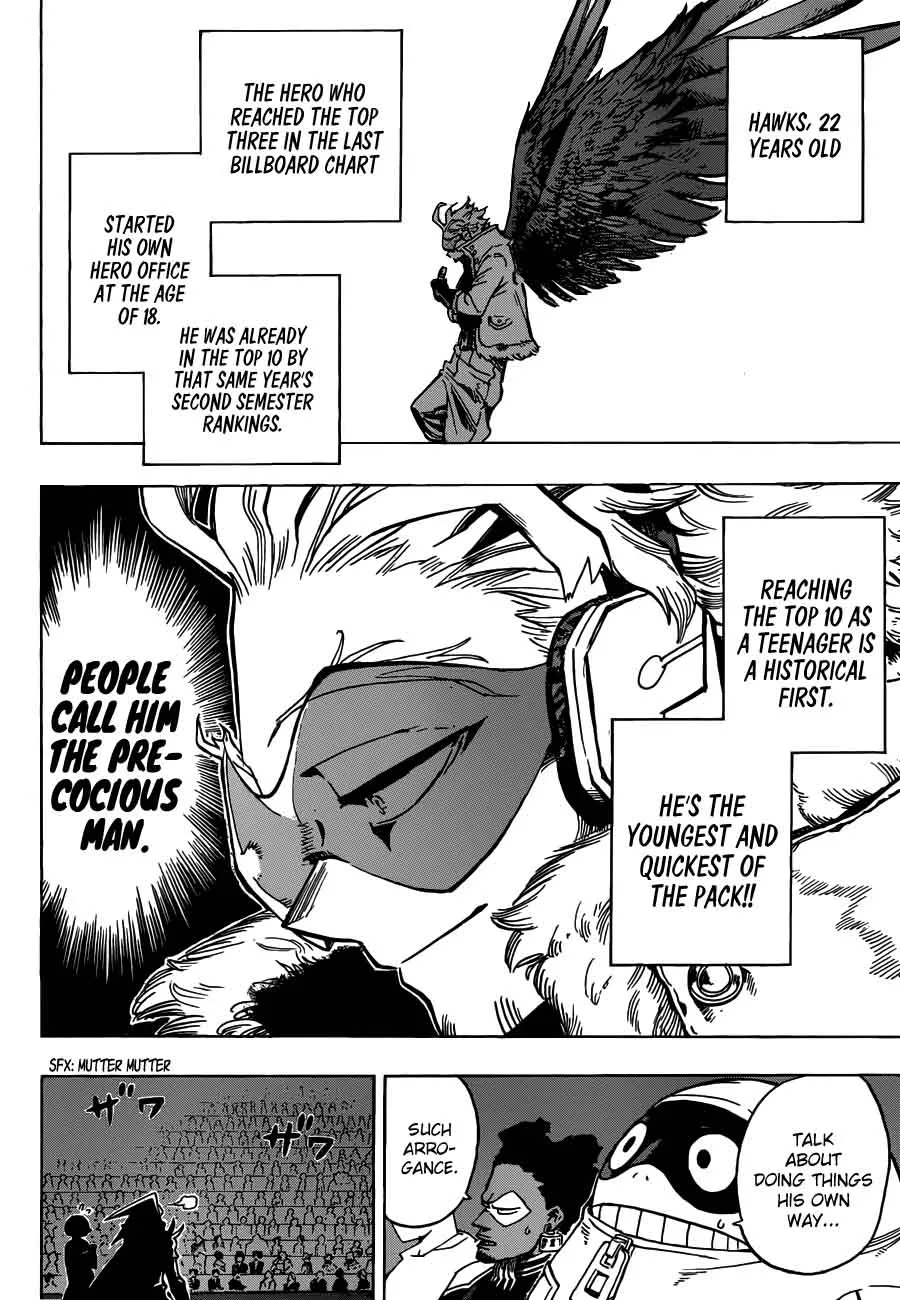 HAWKS, 22
YEARS OLD
THE HERO WHO
REACHED THE TOP
THREE IN THE LAST
BILLBOARD CHART
STARTED
HIS OWN
HERO OFFICE
AT THE AGE
OF 18.
HE WAS ALREADY
IN THE TOP 10 BY
THAT SAME YEAR'S
SECOND SEMESTER
RANKINGS.
REACHING
THE TOP 10 AS
A TEENAGER IS
A HISTORICAL
FIRST.
HE'S THE
YOUNGEST AND
QUICKEST OF
THE PACK!!
PEOPLE
CALL HIM
THE PRE-
COCIOUS
MAN.
TALK
ABOUT
DOING THINGS
HIS OWN
WAY...
SUCH
ARRO-
GANCE.
SFX: MUTTER MUTTER
ザワ
ザワ